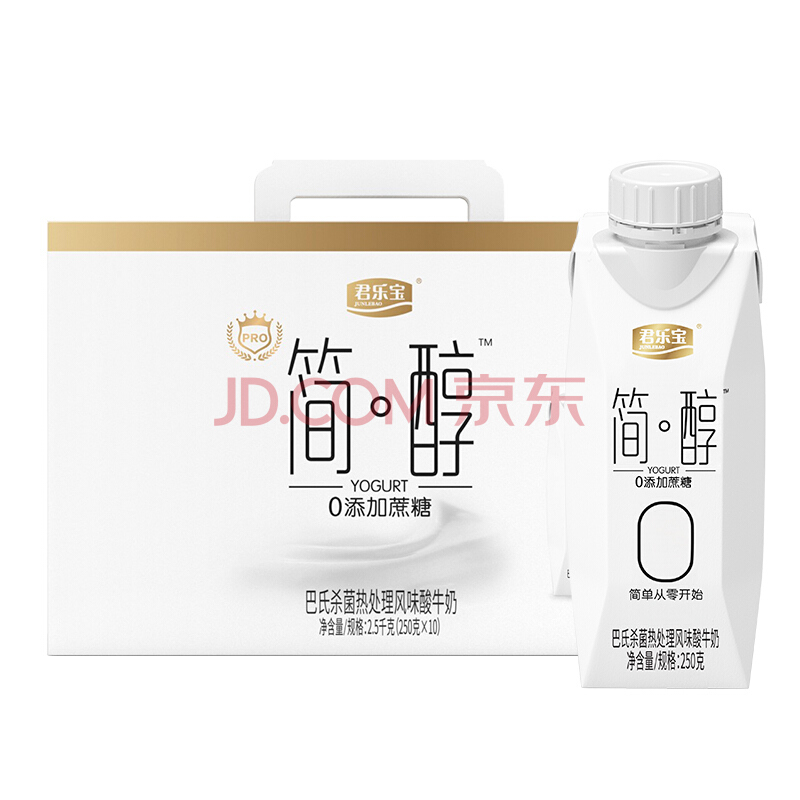 君乐宝®
JUNLEBAO
PRO
简·醇™
YOGURT
0添加蔗糖
巴氏杀菌热处理风味酸牛奶
净含量/规格:2.5千克(250克×10)
JD.COM 京东
君乐宝®
JUNLEBAO
简·醇™
YOGURT
0添加蔗糖
0
简单从零开始
巴氏杀菌热处理风味酸牛奶
净含量/规格:250克